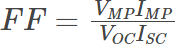 FF = \frac{V_{MP} I_{MP}}{V_{OC} I_{SC}}